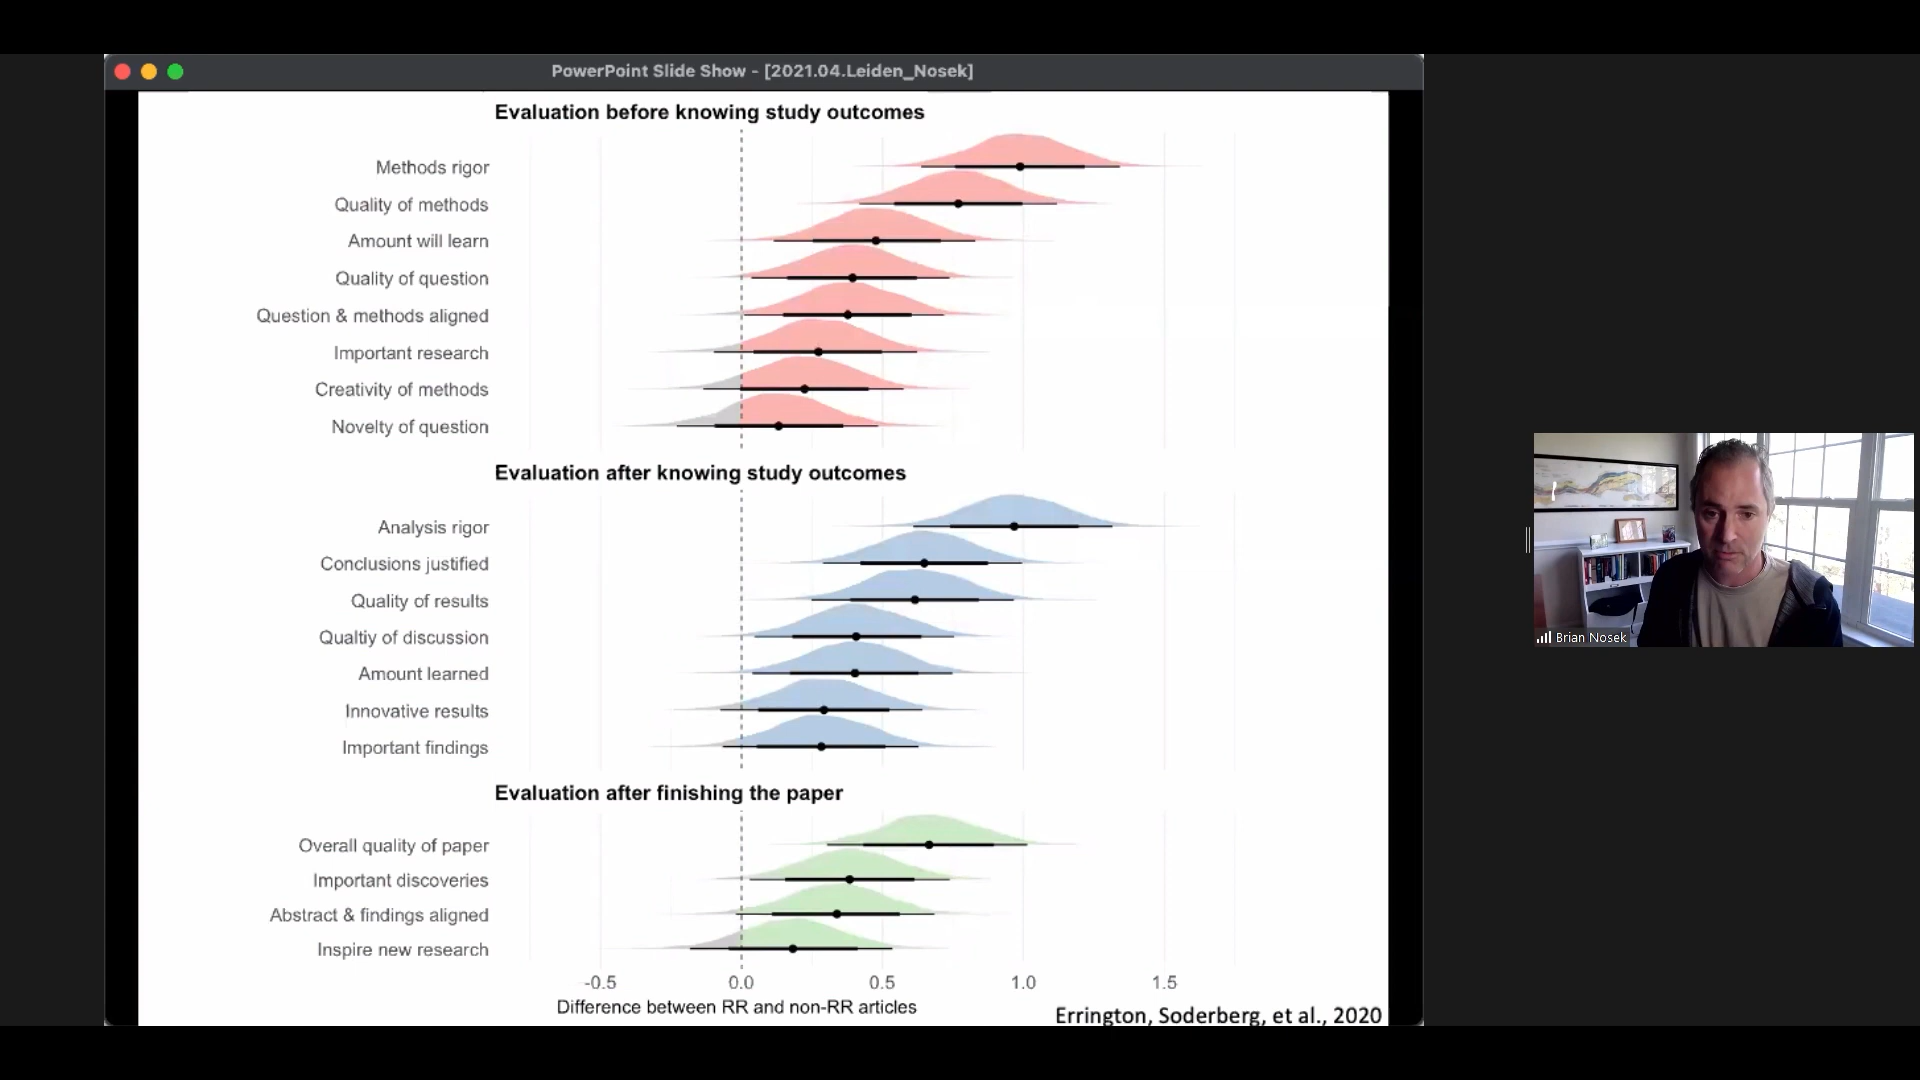 PowerPoint Slide Show - [2021.04.Leiden_Nosek]
Evaluation before knowing study outcomes
Methods rigor
Quality of methods
Amount will learn
Quality of question
Question & methods aligned
Important research
Creativity of methods
Novelty of question
Evaluation after knowing study outcomes
Analysis rigor
Conclusions justified
Quality of results
Qualtiy of discussion
Amount learned
Innovative results
Important findings
Evaluation after finishing the paper
Overall quality of paper
Important discoveries
Abstract & findings aligned
Inspire new research
-0.5 0.0 0.5 1.0 1.5
Difference between RR and non-RR articles
Errington, Soderberg, et al., 2020
Brian Nosek